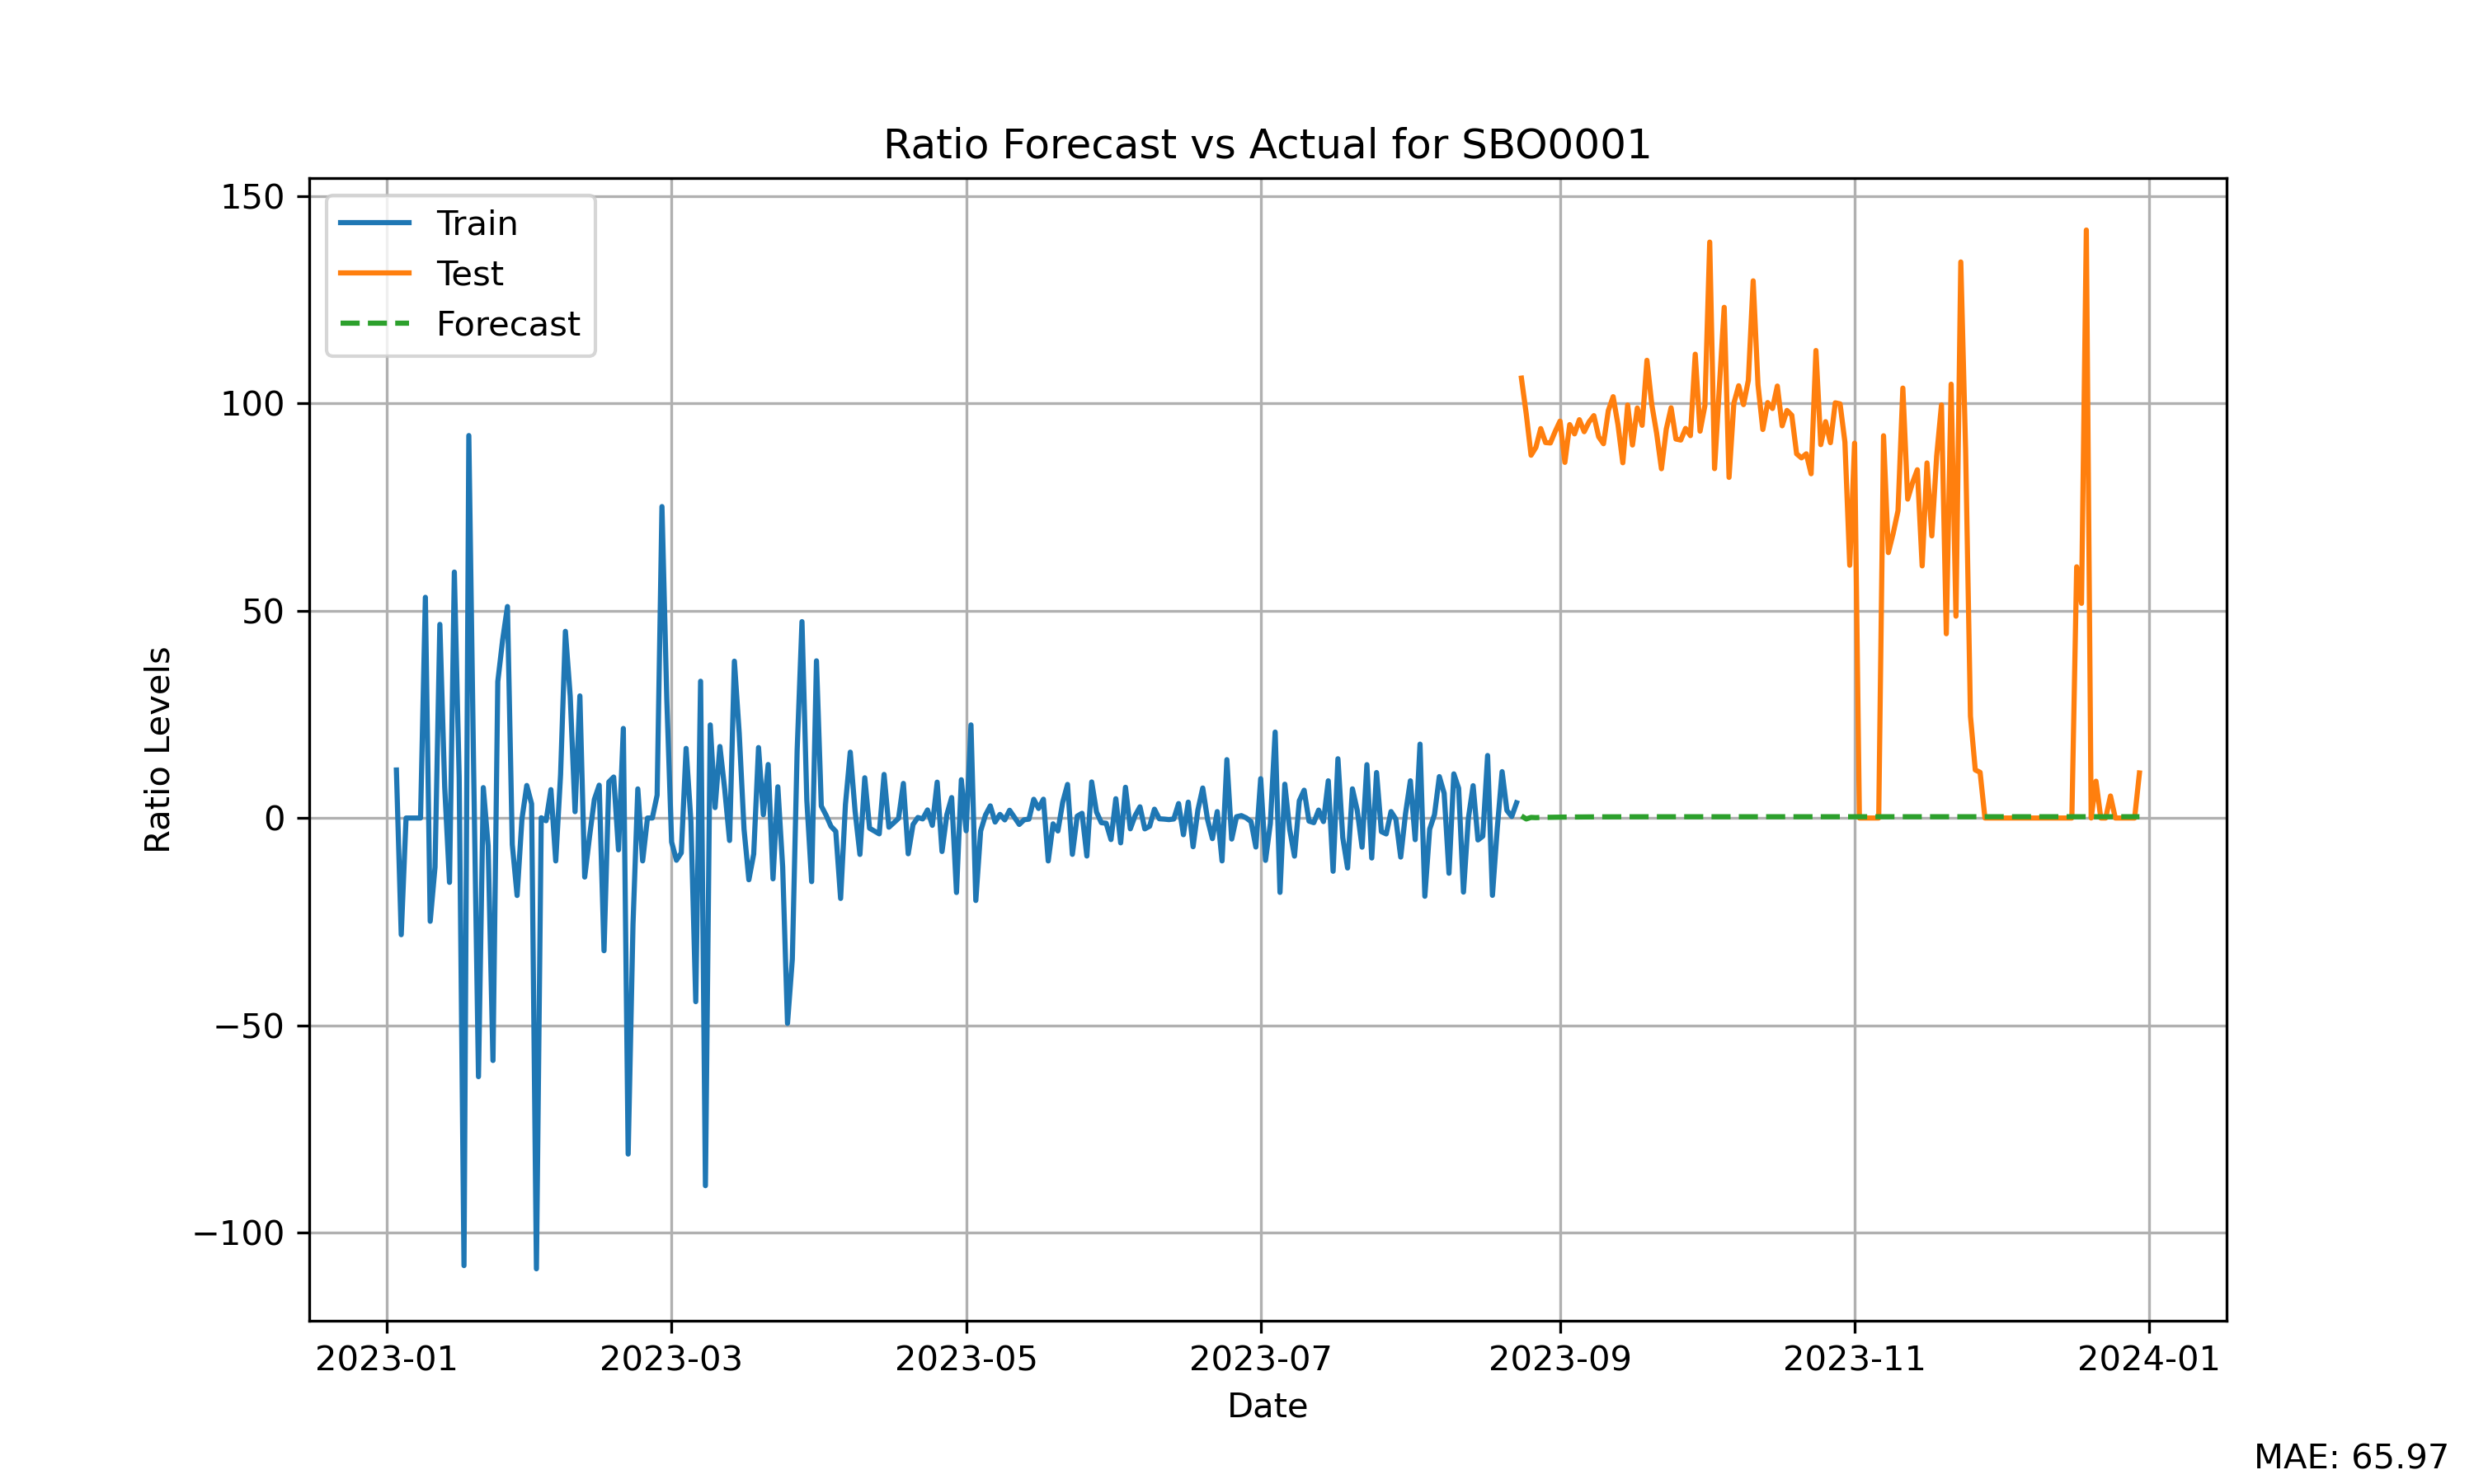 Ratio Forecast vs Actual for SBO0001
150
100
50
0
−50
−100
Ratio Levels
Train
Test
Forecast
2023-01
2023-03
2023-05
2023-07
2023-09
2023-11
2024-01
Date
MAE: 65.97